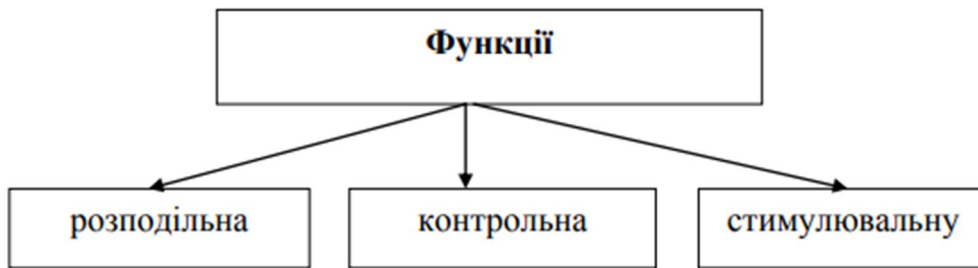 Функції
розподільна
контрольна
стимулювальну